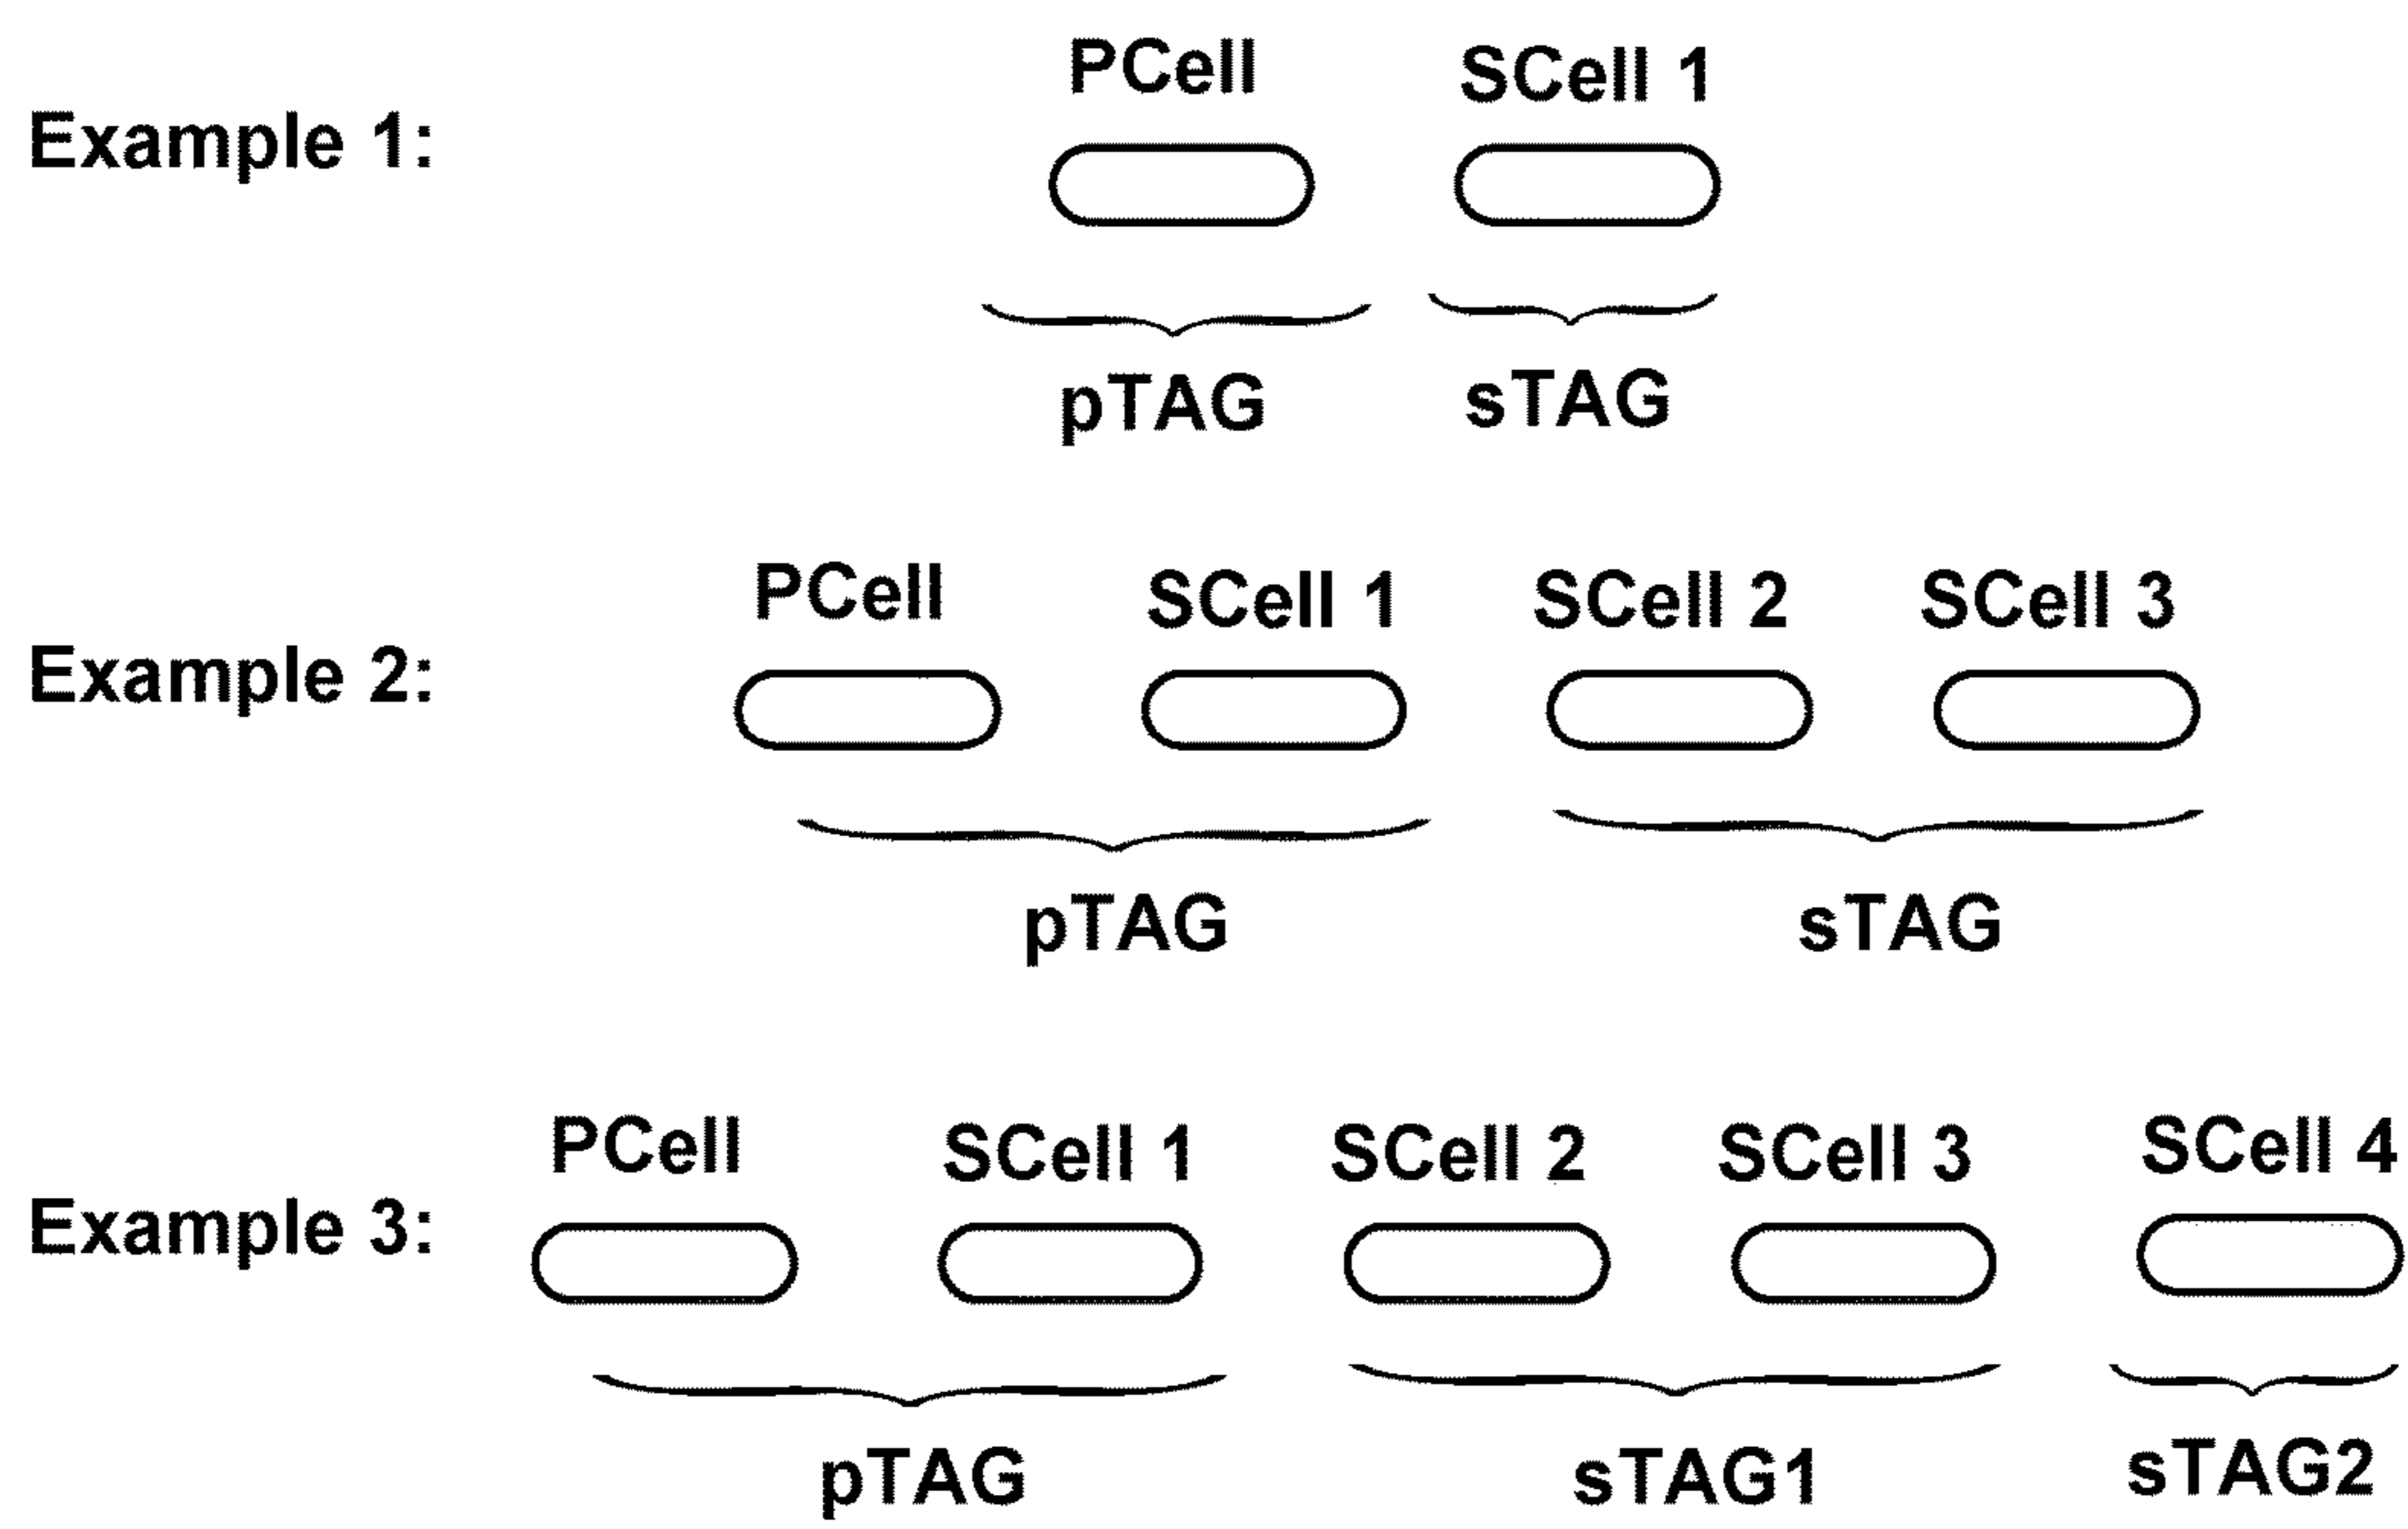 PCell SCell 1
Example 1:
pTAG sTAG
PCell SCell 1 SCell 2 SCell 3
Example 2:
pTAG sTAG
PCell SCell 1 SCell 2 SCell 3 SCell 4
Example 3:
pTAG sTAG1 sTAG2